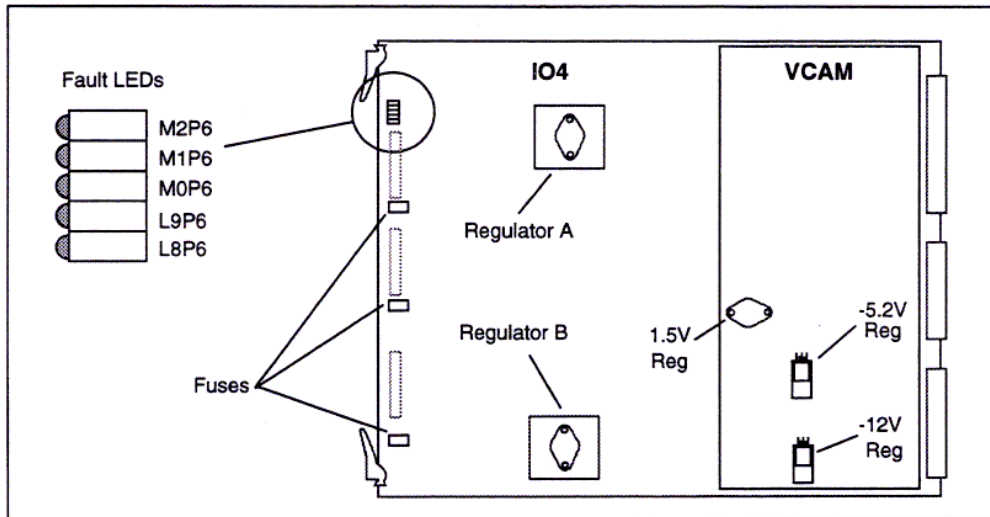 IO4
VCAM
Fault LEDs
M2P6
M1P6
M0P6
L9P6
L8P6
Regulator A
Regulator B
1.5V
Reg
-5.2V
Reg
Fuses
-12V
Reg